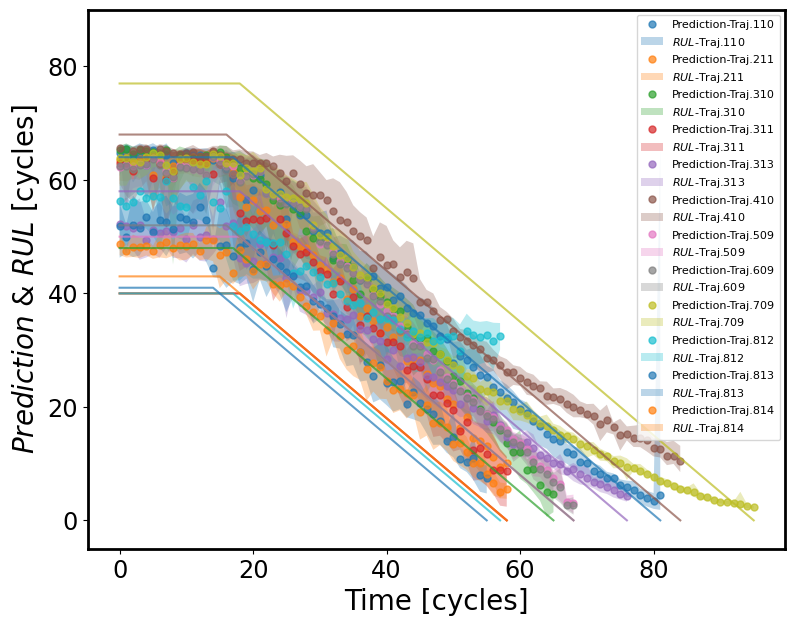 Prediction & RUL [cycles]
80
60
40
20
0
0 20 40 60 80
Time [cycles]
Prediction-Traj.110
RUL-Traj.110
Prediction-Traj.211
RUL-Traj.211
Prediction-Traj.310
RUL-Traj.310
Prediction-Traj.311
RUL-Traj.311
Prediction-Traj.313
RUL-Traj.313
Prediction-Traj.410
RUL-Traj.410
Prediction-Traj.509
RUL-Traj.509
Prediction-Traj.609
RUL-Traj.609
Prediction-Traj.709
RUL-Traj.709
Prediction-Traj.812
RUL-Traj.812
Prediction-Traj.813
RUL-Traj.813
Prediction-Traj.814
RUL-Traj.814